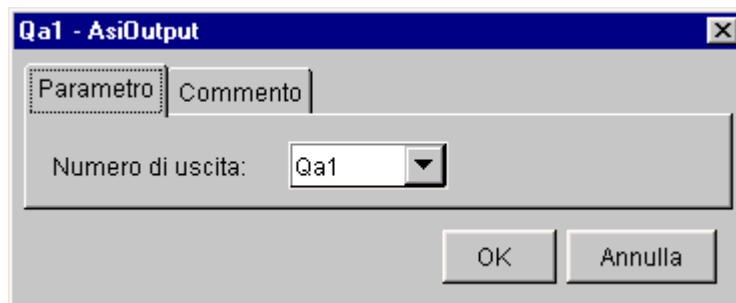 Qa1 - AsiOutput
Parametro Commento
Numero di uscita: Qa1
OK Annulla